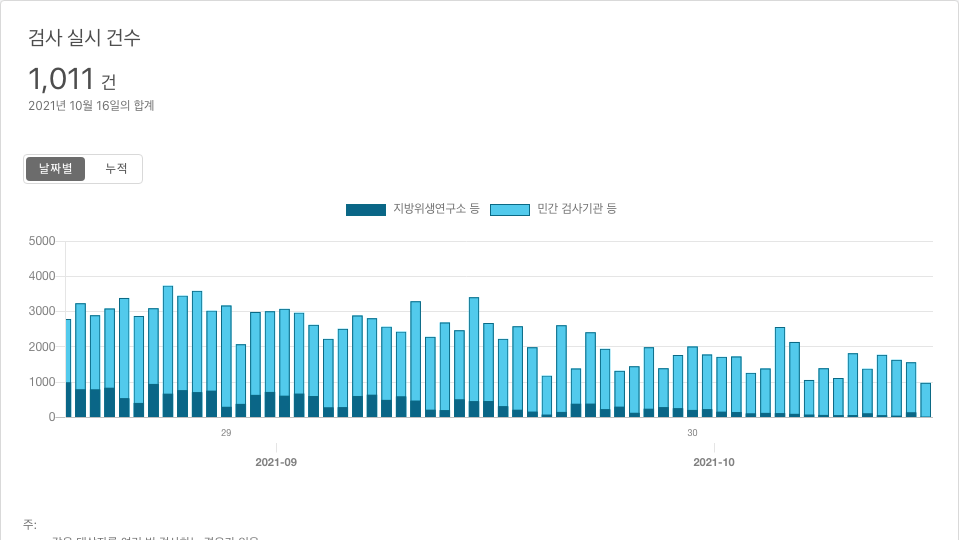 검사 실시 건수
1,011 건
2021년 10월 16일의 합계
날짜별 누적
지방위생연구소 등 민간 검사기관 등
5000
4000
3000
2000
1000
0
29 30
2021-09 2021-10
주: